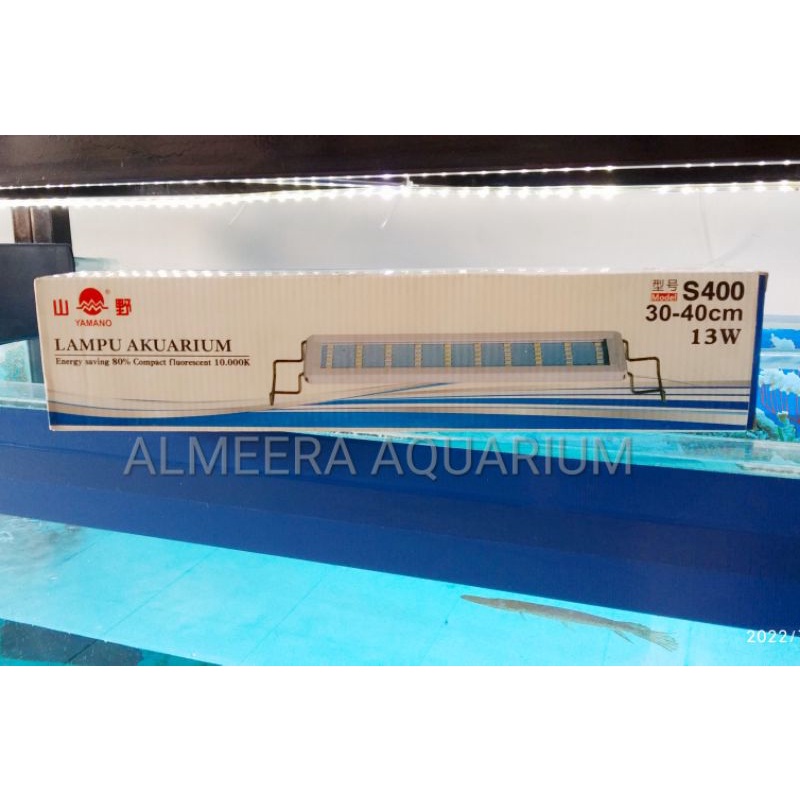 山 野
YAMANO
LAMPU AKUARIUM
Energy saving 80% Compact fluorescent 10.000K
型号 S400
Model
30-40cm
13W
ALMEERA AQUARIUM
2022/